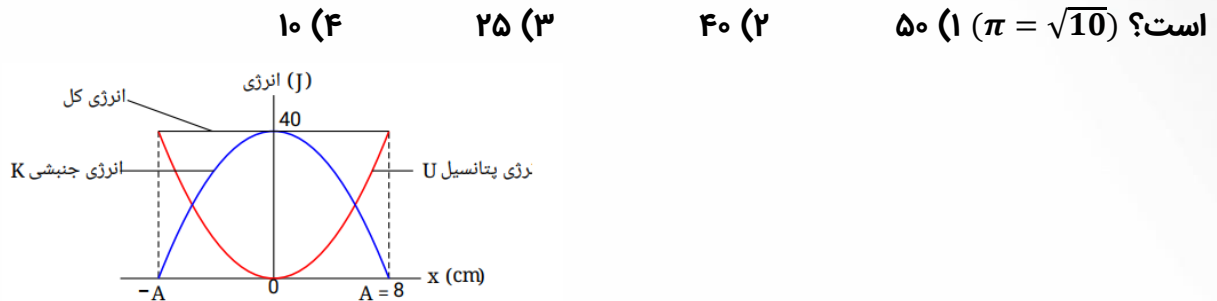 است؟ (π = √10) ۱) ۵۰ ۲) ۴۰ ۳) ۲۵ ۴) ۱۰
انرژی (J)
انرژی کل
40
انرژی جنبشی K
رژی پتانسیل U
x (cm)
−A
0
A = 8